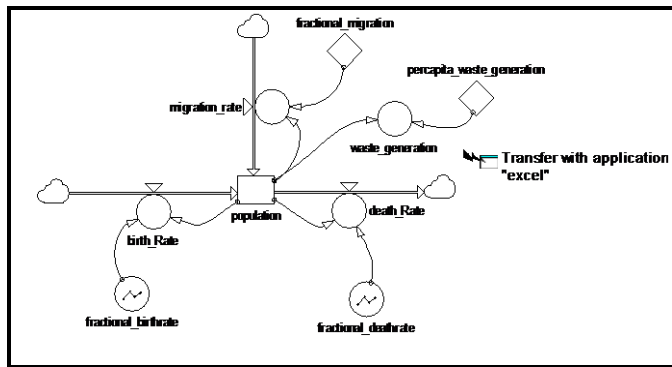 fractional_migration
percapita_waste_generation
migration_rate
waste_generation
Transfer with application
"excel"
population
death_Rate
birth_Rate
fractional_birthrate
fractional_deathrate